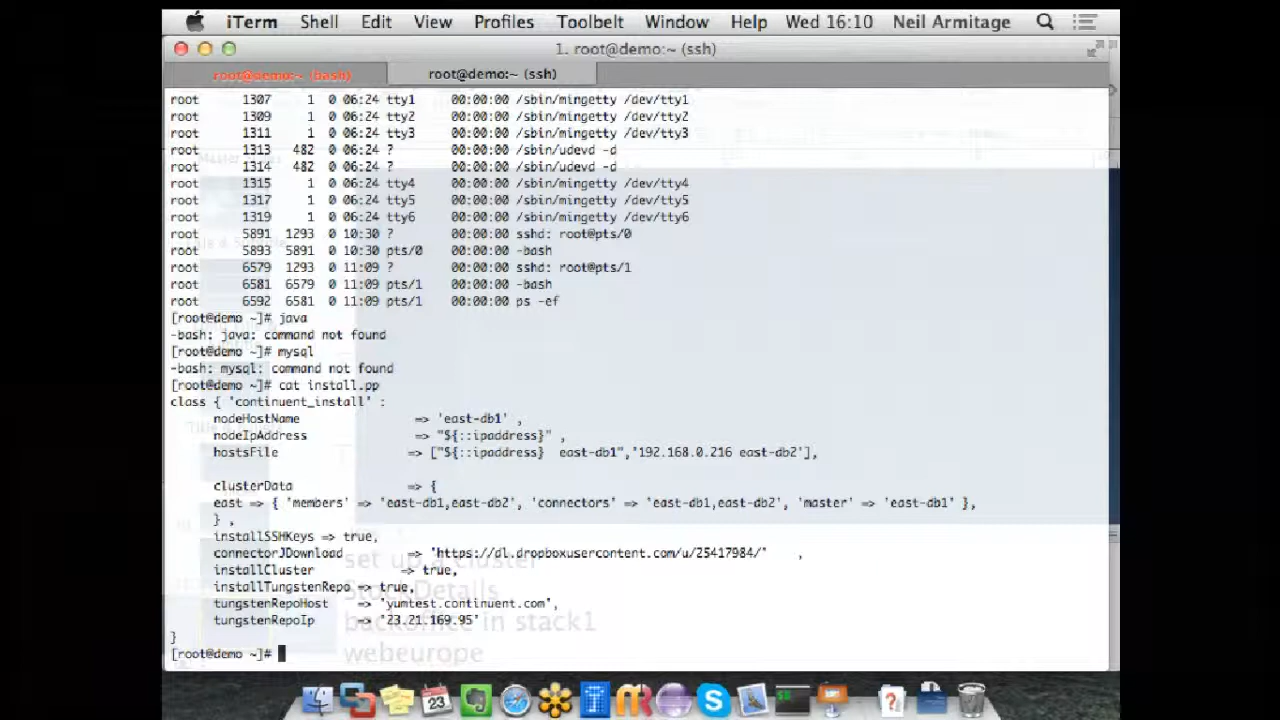 iTerm Shell Edit View Profiles Toolbelt Window Help Wed 16:10 Neil Armitage
1. root@demo:~ (ssh)
root@demo:~ (bash) root@demo:~ (ssh)
root 1307 1 0 06:24 tty1 00:00:00 /sbin/mingetty /dev/tty1
root 1309 1 0 06:24 tty2 00:00:00 /sbin/mingetty /dev/tty2
root 1311 1 0 06:24 tty3 00:00:00 /sbin/mingetty /dev/tty3
root 1313 482 0 06:24 ? 00:00:00 /sbin/udevd -d
root 1314 482 0 06:24 ? 00:00:00 /sbin/udevd -d
root 1315 1 0 06:24 tty4 00:00:00 /sbin/mingetty /dev/tty4
root 1317 1 0 06:24 tty5 00:00:00 /sbin/mingetty /dev/tty5
root 1319 1 0 06:24 tty6 00:00:00 /sbin/mingetty /dev/tty6
root 5891 1293 0 10:30 ? 00:00:00 sshd: root@pts/0
root 5893 5891 0 10:30 pts/0 00:00:00 -bash
root 6579 1293 0 11:09 ? 00:00:00 sshd: root@pts/1
root 6581 6579 0 11:09 pts/1 00:00:00 -bash
root 6592 6581 0 11:09 pts/1 00:00:00 ps -ef
[root@demo ~]# java
-bash: java: command not found
[root@demo ~]# mysql
-bash: mysql: command not found
[root@demo ~]# cat install.pp
class { 'continuent_install' :
nodeHostName => 'east-db1' ,
nodeIpAddress => "${::ipaddress}" ,
hostsFile => ["${::ipaddress} east-db1",'192.168.0.216 east-db2'],
clusterData => {
east => { 'members' => 'east-db1,east-db2', 'connectors' => 'east-db1,east-db2', 'master' => 'east-db1' },
} ,
installSSHKeys => true,
connectorJDownload => 'https://dl.dropboxusercontent.com/u/25417984/' ,
installCluster => true,
installTungstenRepo => true,
tungstenRepoHost => 'yumtest.continuent.com',
tungstenRepoIp => '23.21.169.95'
}
[root@demo ~]#
set up a cluster
StockDetails
backoffice in stack1
webeurope
23